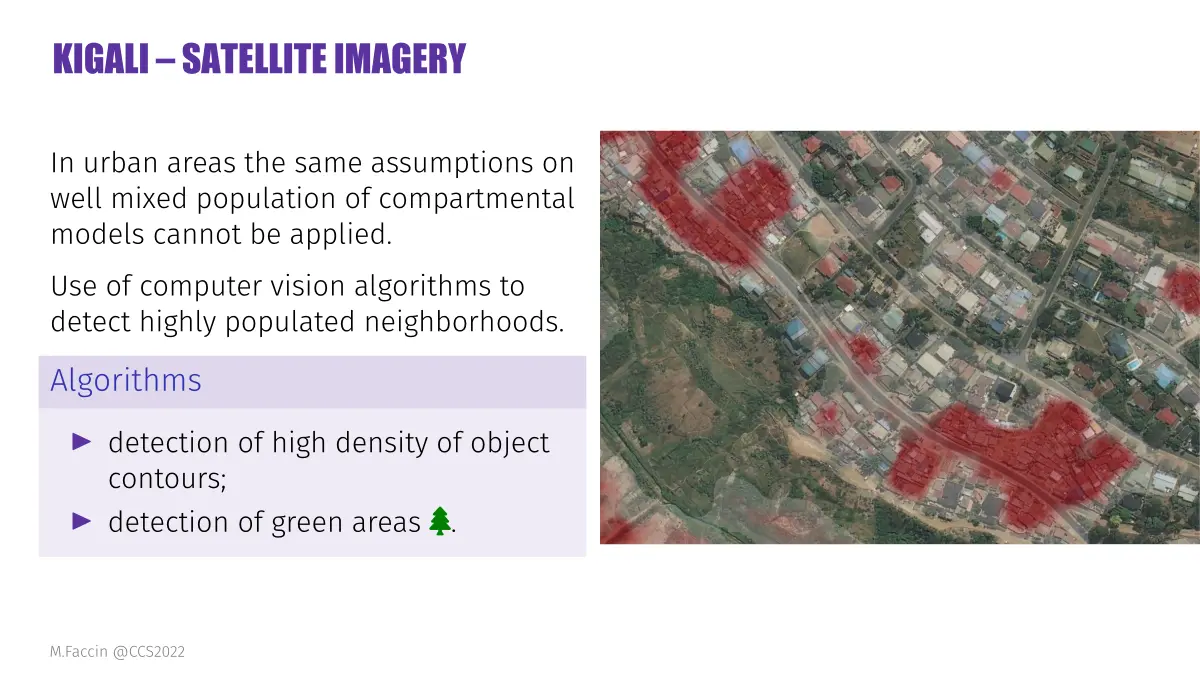 KIGALI – SATELLITE IMAGERY
In urban areas the same assumptions on
well mixed population of compartmental
models cannot be applied.
Use of computer vision algorithms to
detect highly populated neighborhoods.
Algorithms
▶ detection of high density of object
contours;
▶ detection of green areas 🌲.
M.Faccin @CCS2022